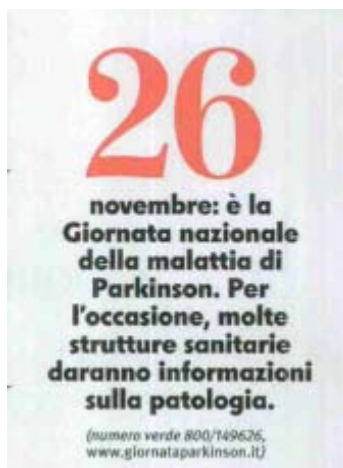 26
novembre: è la
Giornata nazionale
della malattia di
Parkinson. Per
l'occasione, molte
strutture sanitarie
daranno informazioni
sulla patologia.
(numero verde 800/149626,
www.giornataparkinson.it)